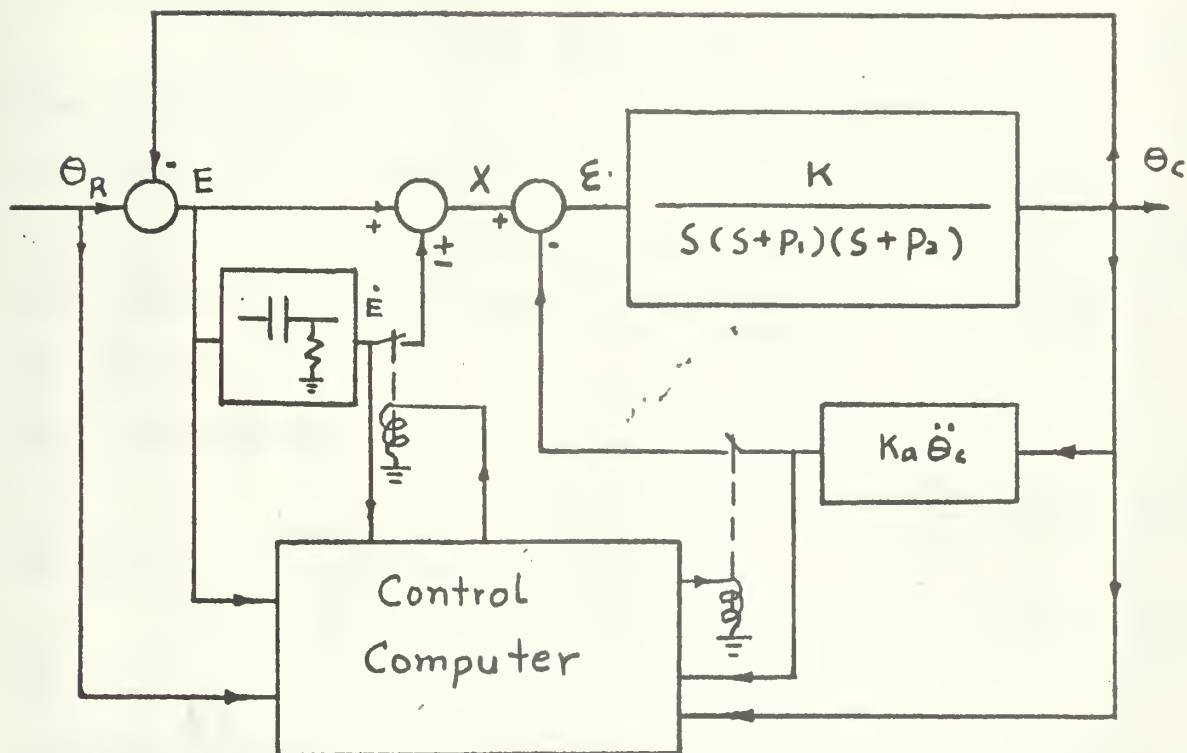 θR
-
E
+
±
X
+
-
ε
K
S(S+P1)(S+P2)
θc
Ė
Ka θ̈c
Control
Computer